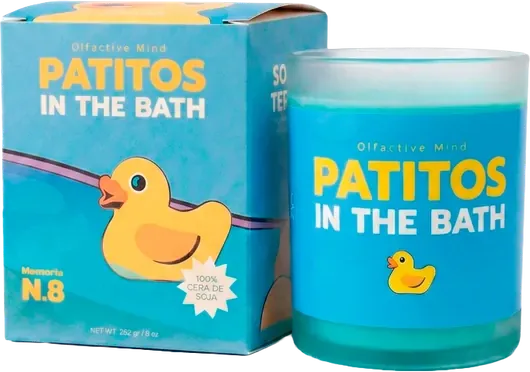 Olfactive Mind
PATITOS
IN THE BATH
Memoria
N.8
100%
CERA DE
SOJA
NET WT 262 gr / 8 oz
SO
Olfactive Mind
PATITOS
IN THE BATH